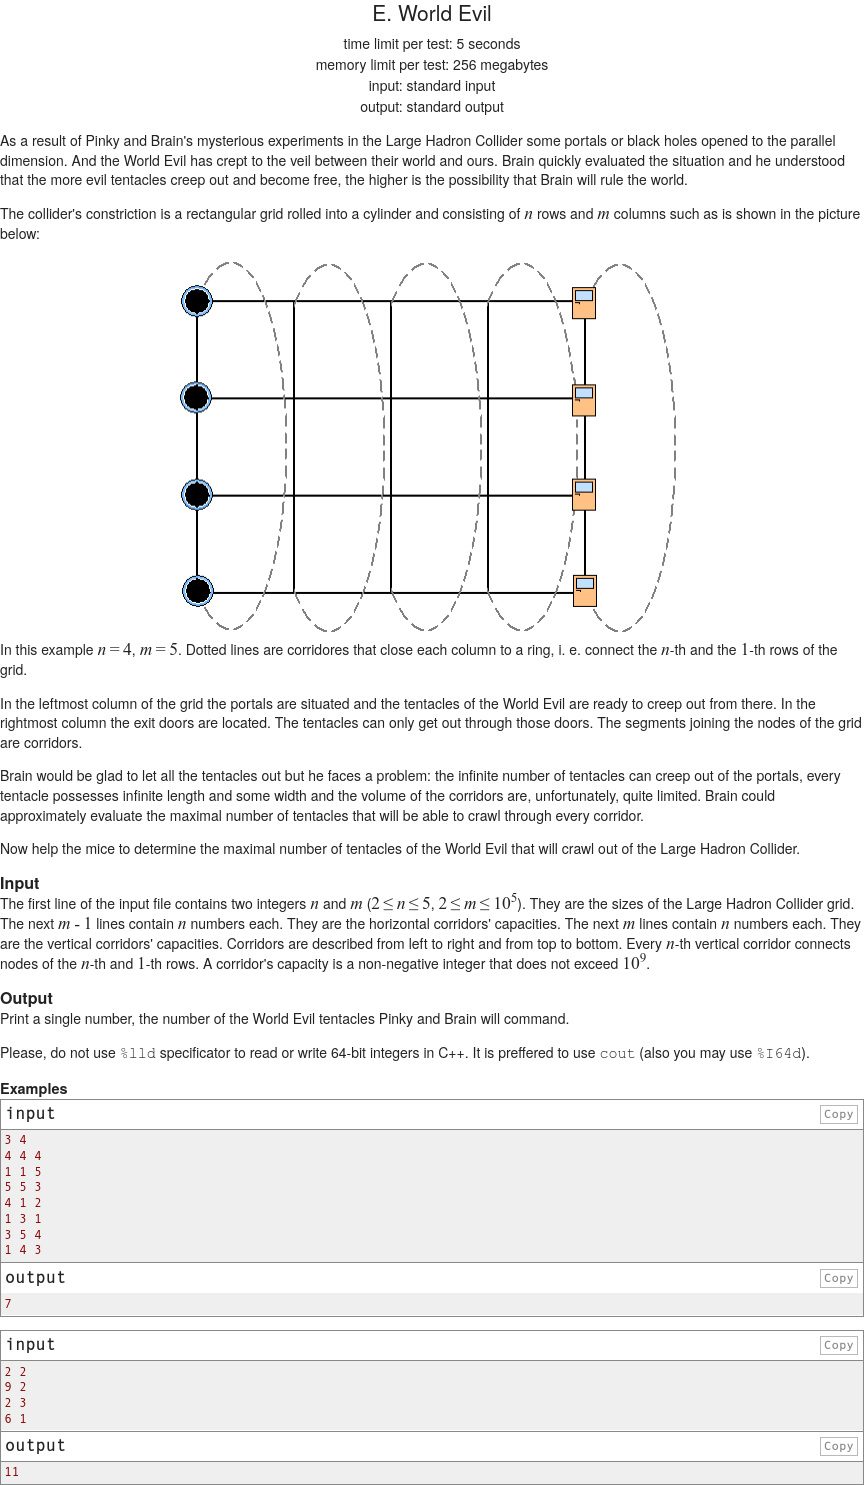 E. World Evil
time limit per test: 5 seconds
memory limit per test: 256 megabytes
input: standard input
output: standard output
As a result of Pinky and Brain's mysterious experiments in the Large Hadron Collider some portals or black holes opened to the parallel
dimension. And the World Evil has crept to the veil between their world and ours. Brain quickly evaluated the situation and he understood
that the more evil tentacles creep out and become free, the higher is the possibility that Brain will rule the world.
The collider's constriction is a rectangular grid rolled into a cylinder and consisting of n rows and m columns such as is shown in the picture
below:
In this example n = 4, m = 5. Dotted lines are corridores that close each column to a ring, i. e. connect the n-th and the 1-th rows of the
grid.
In the leftmost column of the grid the portals are situated and the tentacles of the World Evil are ready to creep out from there. In the
rightmost column the exit doors are located. The tentacles can only get out through those doors. The segments joining the nodes of the grid
are corridors.
Brain would be glad to let all the tentacles out but he faces a problem: the infinite number of tentacles can creep out of the portals, every
tentacle possesses infinite length and some width and the volume of the corridors are, unfortunately, quite limited. Brain could
approximately evaluate the maximal number of tentacles that will be able to crawl through every corridor.
Now help the mice to determine the maximal number of tentacles of the World Evil that will crawl out of the Large Hadron Collider.
Input
The first line of the input file contains two integers n and m (2 ≤ n ≤ 5, 2 ≤ m ≤ 10^5). They are the sizes of the Large Hadron Collider grid.
The next m - 1 lines contain n numbers each. They are the horizontal corridors' capacities. The next m lines contain n numbers each. They
are the vertical corridors' capacities. Corridors are described from left to right and from top to bottom. Every n-th vertical corridor connects
nodes of the n-th and 1-th rows. A corridor's capacity is a non-negative integer that does not exceed 10^9.
Output
Print a single number, the number of the World Evil tentacles Pinky and Brain will command.
Please, do not use %lld specificator to read or write 64-bit integers in C++. It is preffered to use cout (also you may use %I64d).
Examples
input
Copy
3 4
4 4 4
1 1 5
5 5 3
4 1 2
1 3 1
3 5 4
1 4 3
output
Copy
7
input
Copy
2 2
9 2
2 3
6 1
output
Copy
11